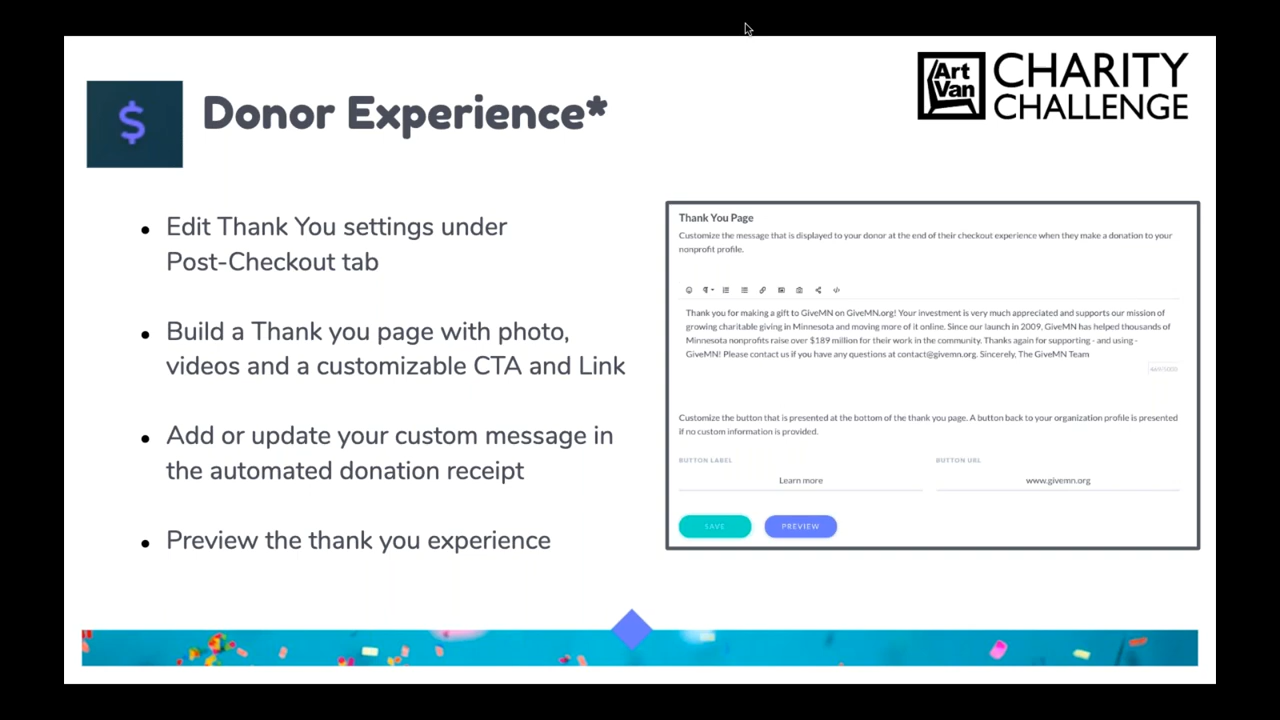 $
Donor Experience*
Art
Van
CHARITY
CHALLENGE
• Edit Thank You settings under
Post-Checkout tab
• Build a Thank you page with photo,
videos and a customizable CTA and Link
• Add or update your custom message in
the automated donation receipt
• Preview the thank you experience
Thank You Page
Customize the message that is displayed to your donor at the end of their checkout experience when they make a donation to your
nonprofit profile.
Thank you for making a gift to GiveMN on GiveMN.org! Your investment is very much appreciated and supports our mission of
growing charitable giving in Minnesota and moving more of it online. Since our launch in 2009, GiveMN has helped thousands of
Minnesota nonprofits raise over $189 million for their work in the community. Thanks again for supporting - and using -
GiveMN! Please contact us if you have any questions at contact@givemn.org. Sincerely, The GiveMN Team
Customize the button that is presented at the bottom of the thank you page. A button back to your organization profile is presented
if no custom information is provided.
BUTTON LABEL
BUTTON URL
Learn more
www.givemn.org
SAVE
PREVIEW